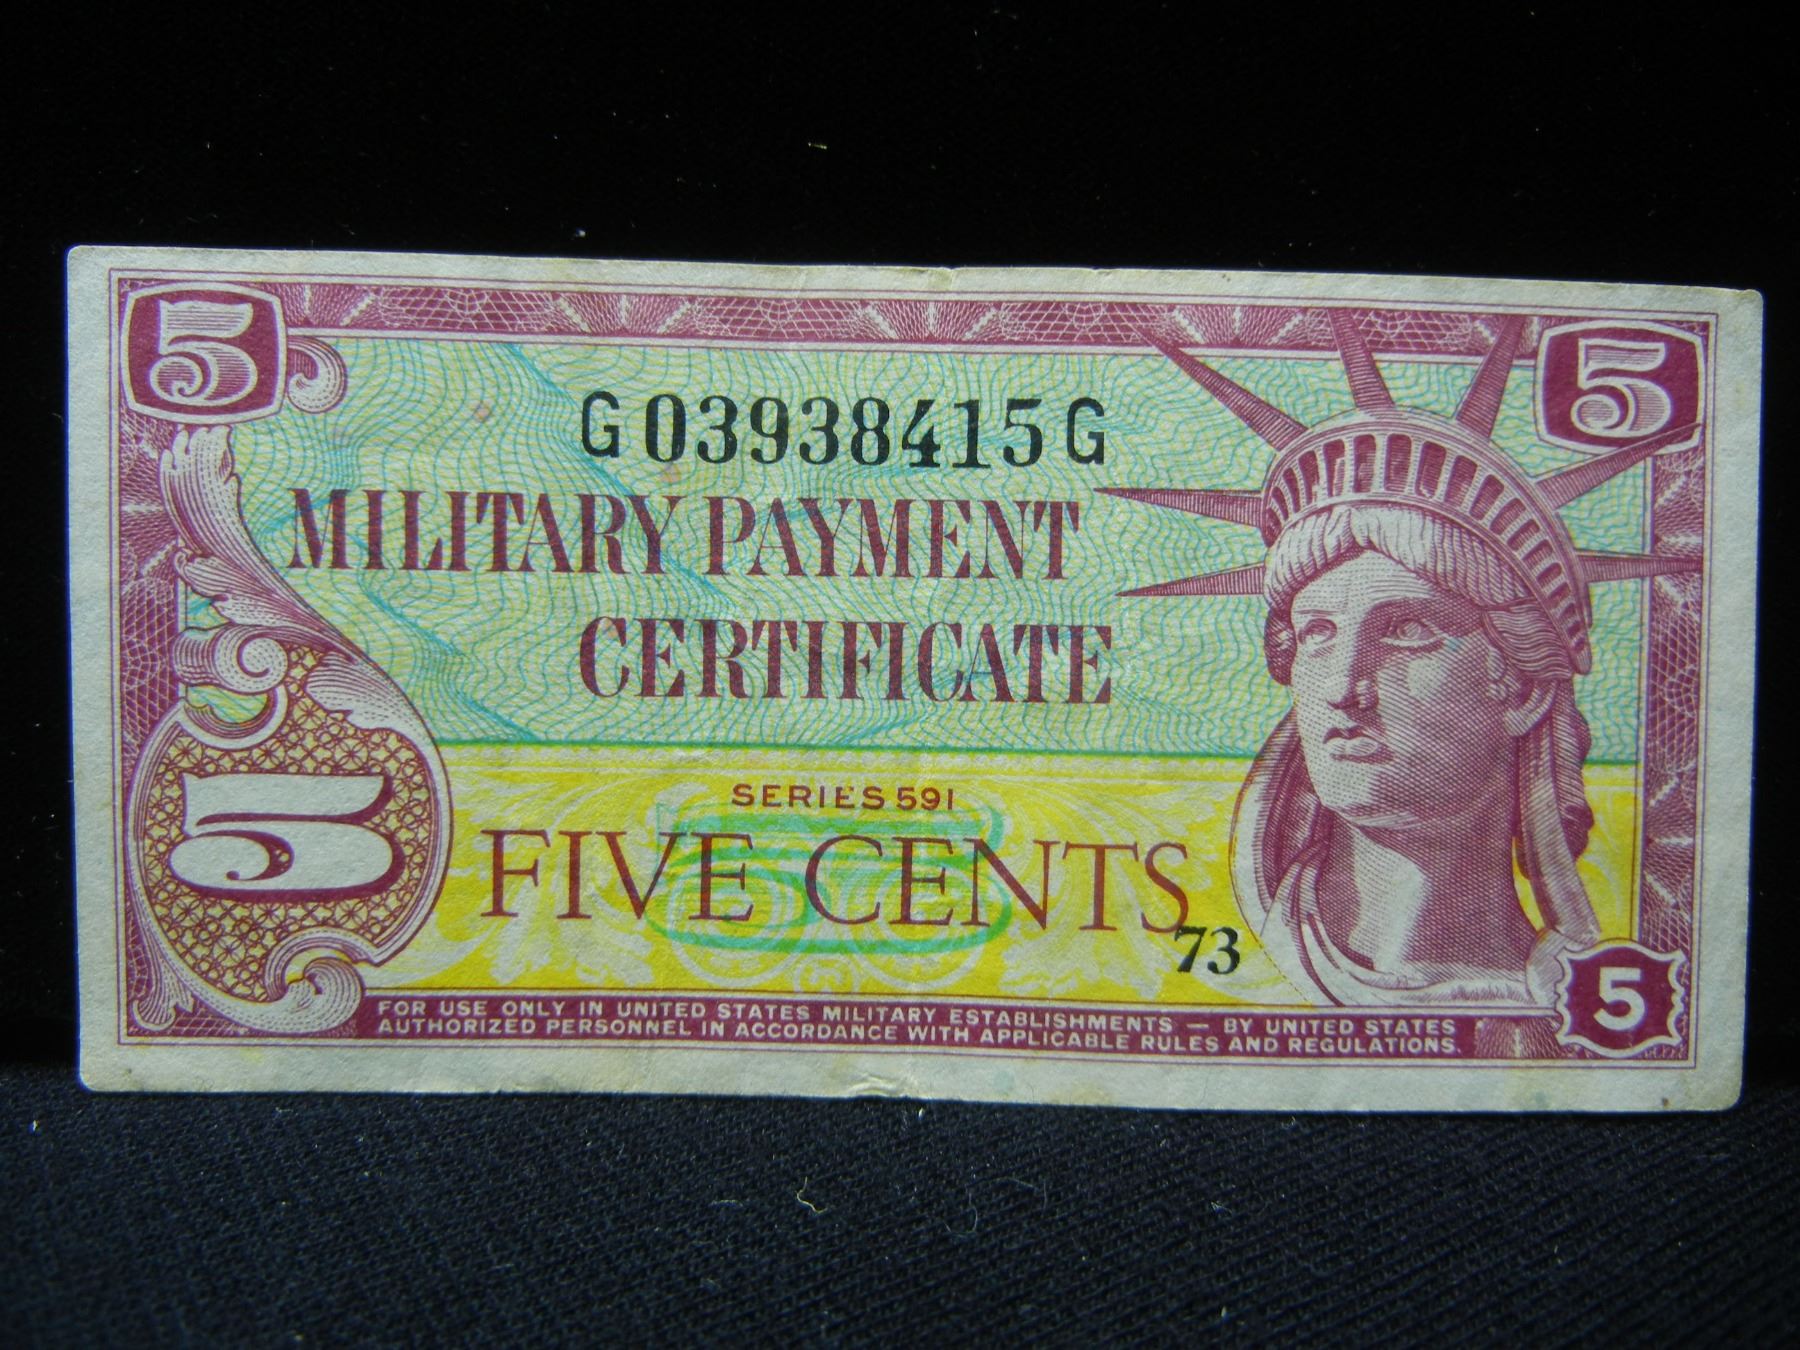 5
5
G03938415G
MILITARY PAYMENT
CERTIFICATE
SERIES 591
5
FIVE CENTS
73
5
FOR USE ONLY IN UNITED STATES MILITARY ESTABLISHMENTS — BY UNITED STATES
AUTHORIZED PERSONNEL IN ACCORDANCE WITH APPLICABLE RULES AND REGULATIONS.